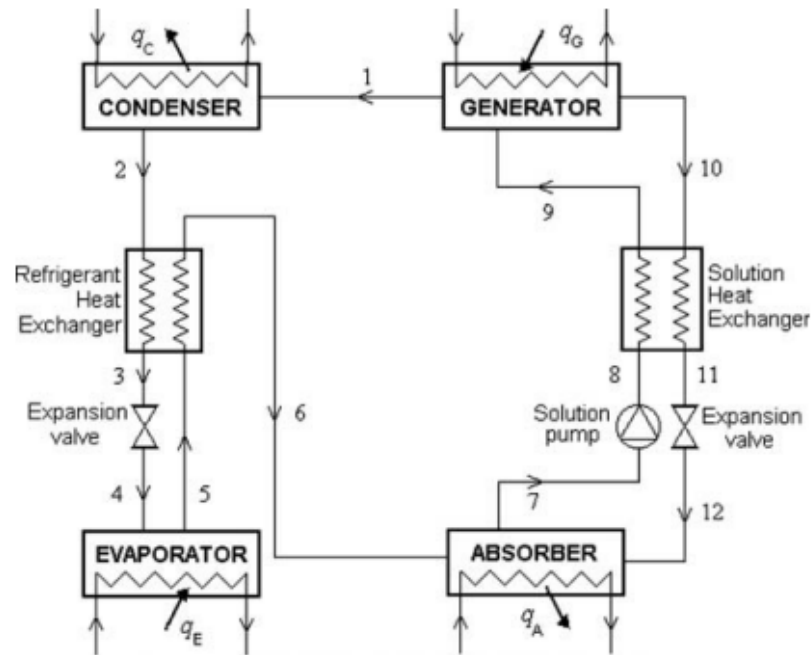 q_C
q_G
CONDENSER
1
GENERATOR
2
10
9
Refrigerant
Heat
Exchanger
Solution
Heat
Exchanger
3
8
11
6
Expansion
valve
Solution
pump
Expansion
valve
4
5
7
12
EVAPORATOR
ABSORBER
q_E
q_A